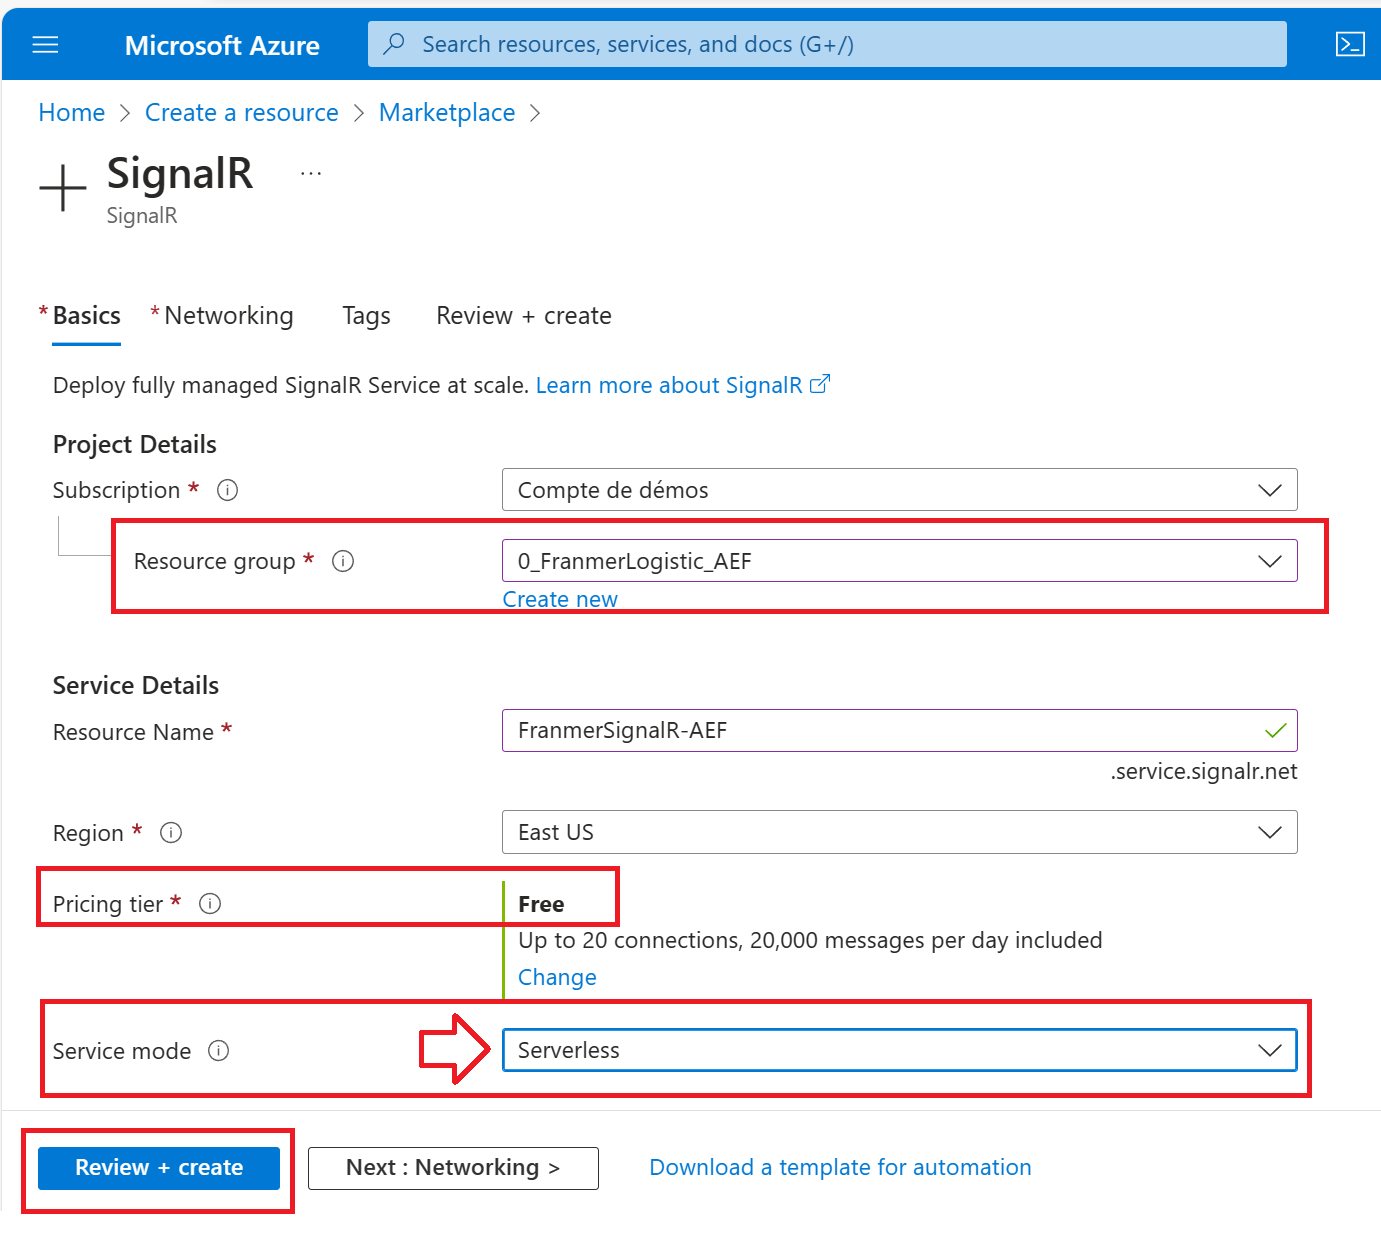 Microsoft Azure
Search resources, services, and docs (G+/)
Home > Create a resource > Marketplace >
SignalR ...
SignalR
* Basics * Networking Tags Review + create
Deploy fully managed SignalR Service at scale. Learn more about SignalR
Project Details
Subscription * Compte de démos
Resource group * 0_FranmerLogistic_AEF
Create new
Service Details
Resource Name * FranmerSignalR-AEF
.service.signalr.net
Region * East US
Pricing tier * Free
Up to 20 connections, 20,000 messages per day included
Change
Service mode Serverless
Review + create Next : Networking > Download a template for automation